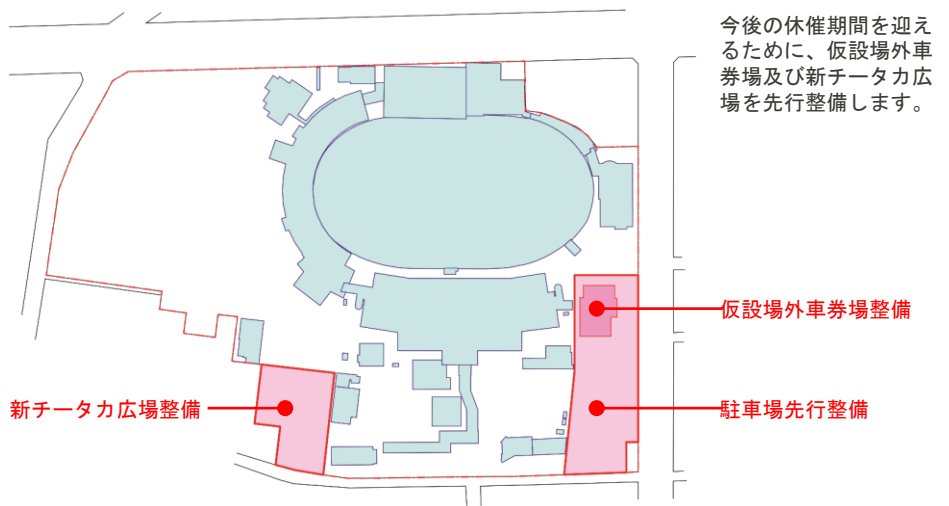 今後の休催期間を迎え
るために、仮設場外車
券場及び新チータカ広
場を先行整備します。
仮設場外車券場整備
新チータカ広場整備
駐車場先行整備